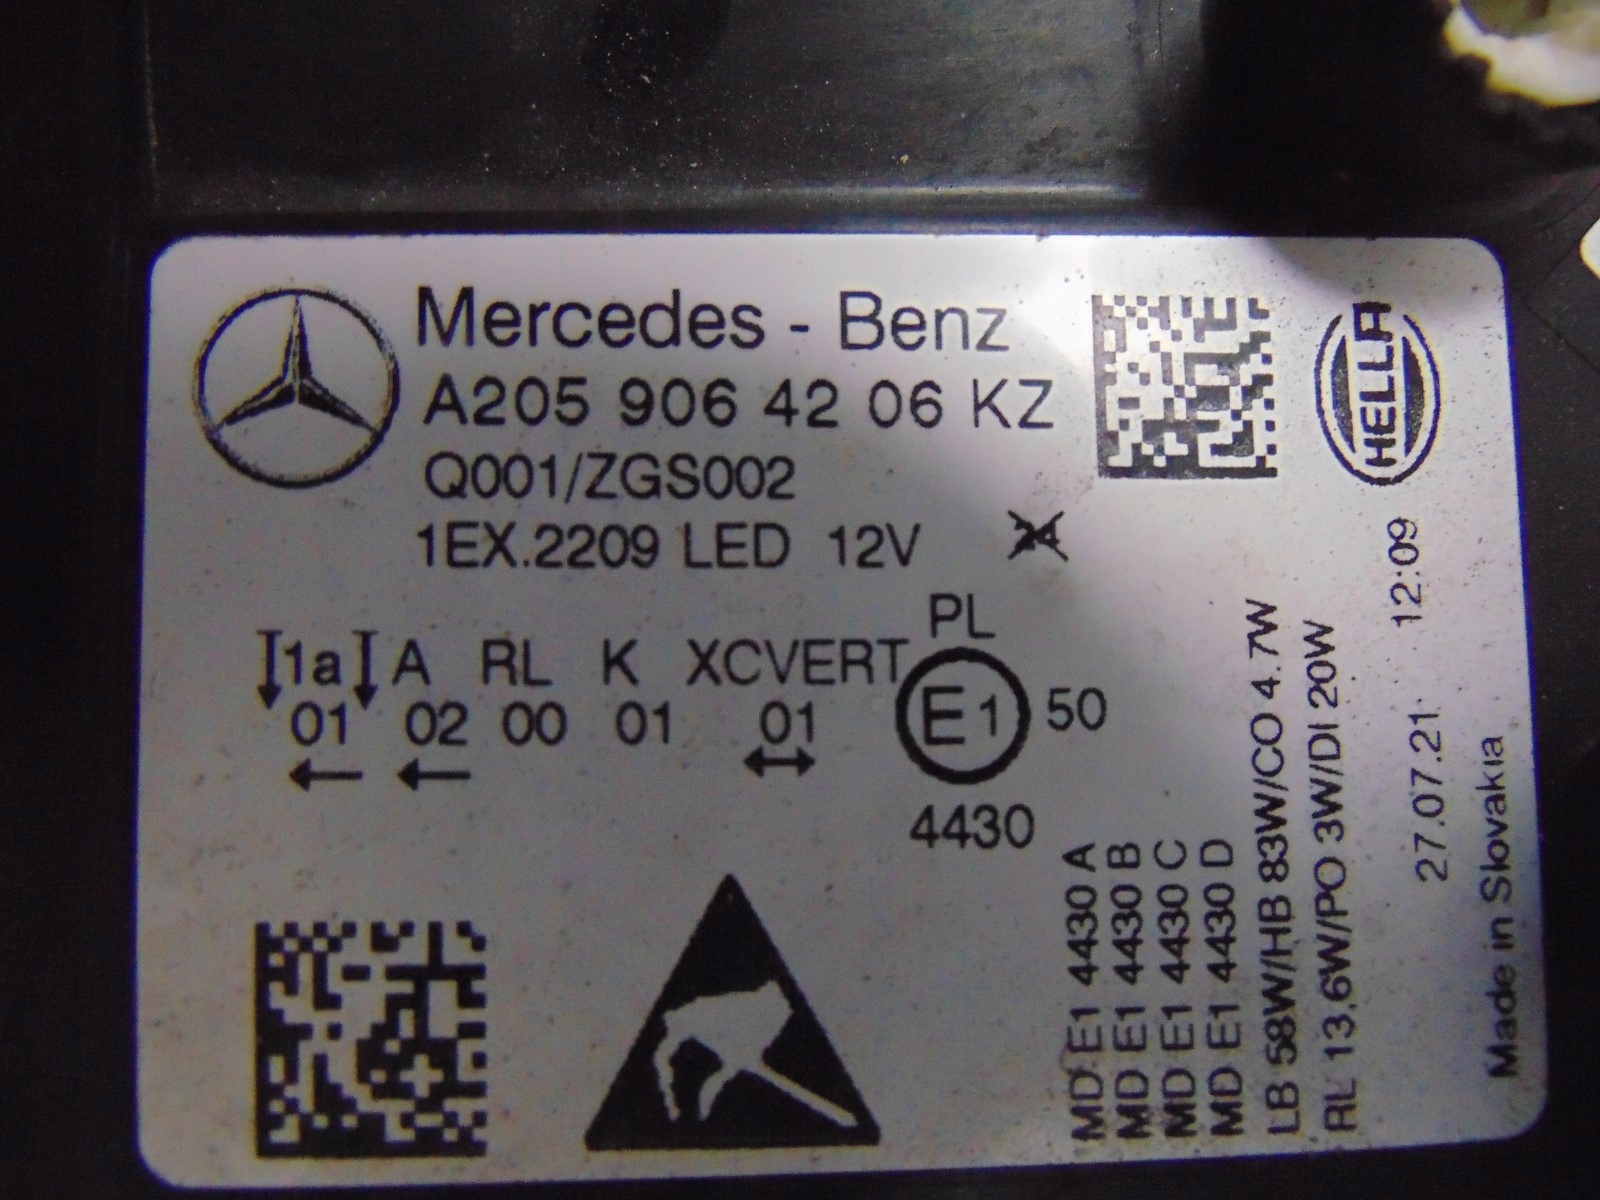 Mercedes - Benz
A205 906 42 06 KZ
Q001/ZGS002
1EX.2209 LED 12V
HELLA
1a A RL K XCVERT PL
01 02 00 01 01 E1 50
4430
MD E1 4430 A
MD E1 4430 B
MD E1 4430 C
MD E1 4430 D
LB 58W/HB 83W/CO 4.7W
RL 13,6W/PO 3W/DI 20W
27.07.21 12:09
Made in Slovakia